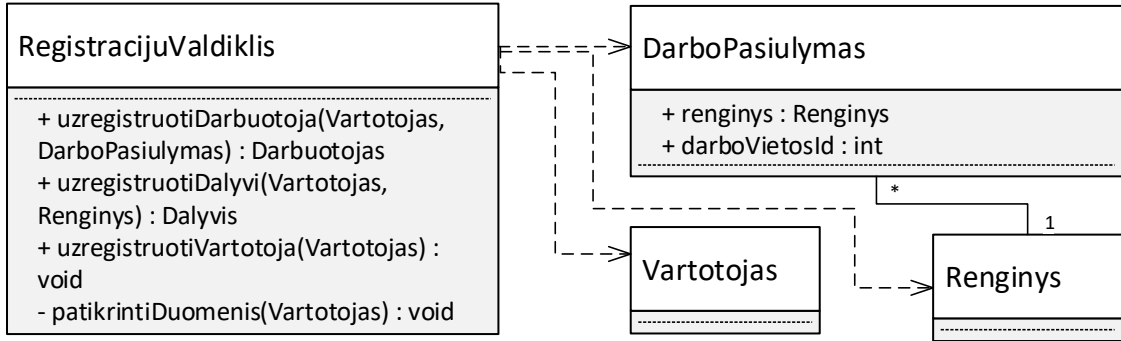 RegistracijuValdiklis
+ uzregistruotiDarbuotoja(Vartotojas,
DarboPasiulymas) : Darbuotojas
+ uzregistruotiDalyvi(Vartotojas,
Renginys) : Dalyvis
+ uzregistruotiVartotoja(Vartotojas) :
void
- patikrintiDuomenis(Vartotojas) : void
DarboPasiulymas
+ renginys : Renginys
+ darboVietosId : int
*
1
Vartotojas
Renginys